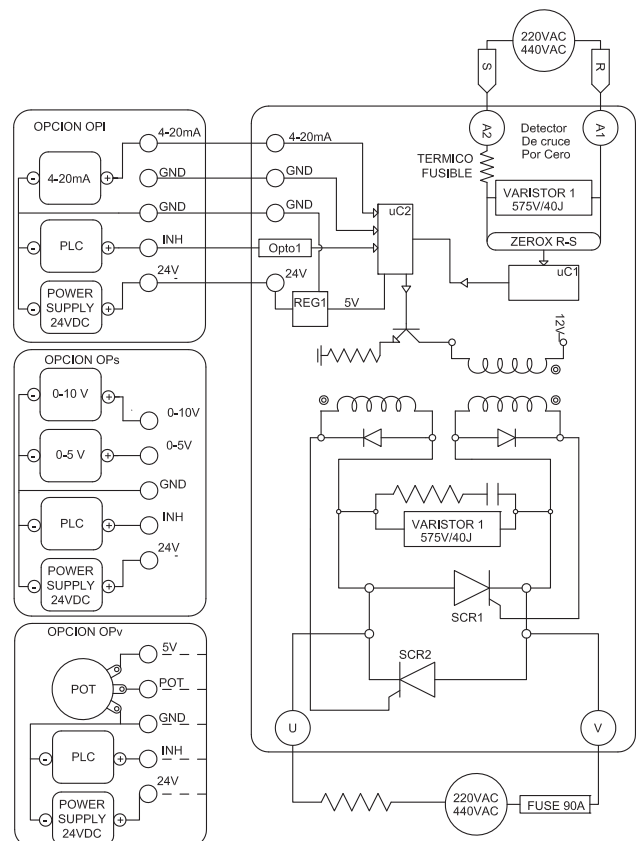 220VAC
440VAC
S
R
A2
A1
Detector
De cruce
Por Cero
TERMICO
FUSIBLE
VARISTOR 1
575V/40J
ZEROX R-S
uC1
uC2
OPCION OPI
4-20mA
4-20mA
4-20mA
GND
GND
GND
GND
PLC
INH
Opto1
24V
24V
POWER
SUPPLY
24VDC
REG1
5V
12V
OPCION OPs
0-10 V
0-10V
0-5 V
0-5V
GND
PLC
INH
24V
POWER
SUPPLY
24VDC
VARISTOR 1
575V/40J
SCR1
SCR2
OPCION OPv
5V
POT
POT
GND
PLC
INH
24V
POWER
SUPPLY
24VDC
U
V
220VAC
440VAC
FUSE 90A